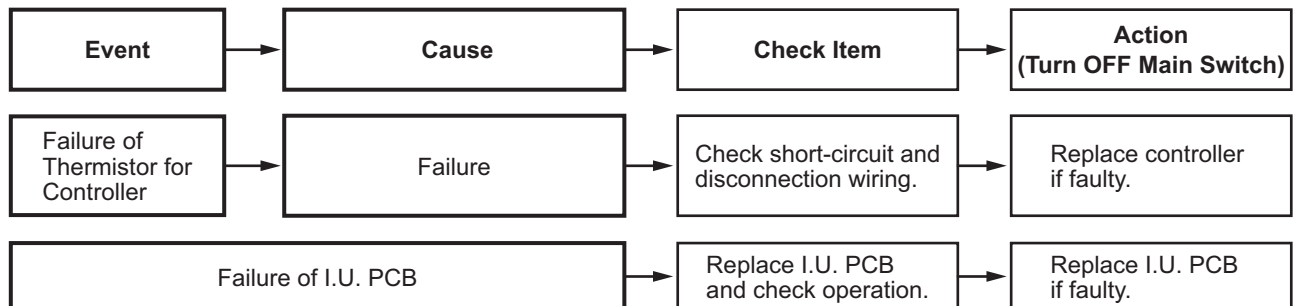 Event
Cause
Check Item
Action
(Turn OFF Main Switch)
Failure of
Thermistor for
Controller
Failure
Check short-circuit and
disconnection wiring.
Replace controller
if faulty.
Failure of I.U. PCB
Replace I.U. PCB
and check operation.
Replace I.U. PCB
if faulty.